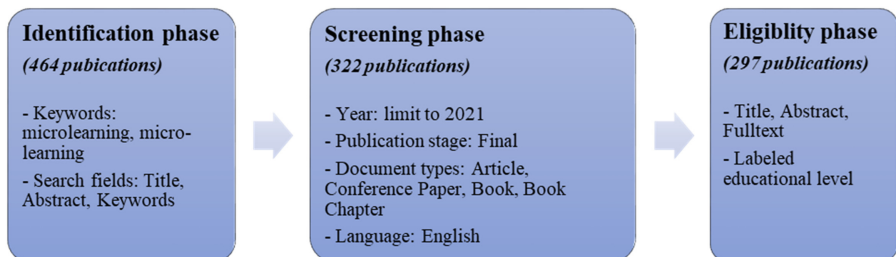 Identification phase
(464 pubications)
- Keywords:
microlearning, micro-
learning
- Search fields: Title,
Abstract, Keywords
Screening phase
(322 publications)
- Year: limit to 2021
- Publication stage: Final
- Document types: Article,
Conference Paper, Book, Book
Chapter
- Language: English
Eligiblity phase
(297 publications)
- Title, Abstract,
Fulltext
- Labeled
educational level